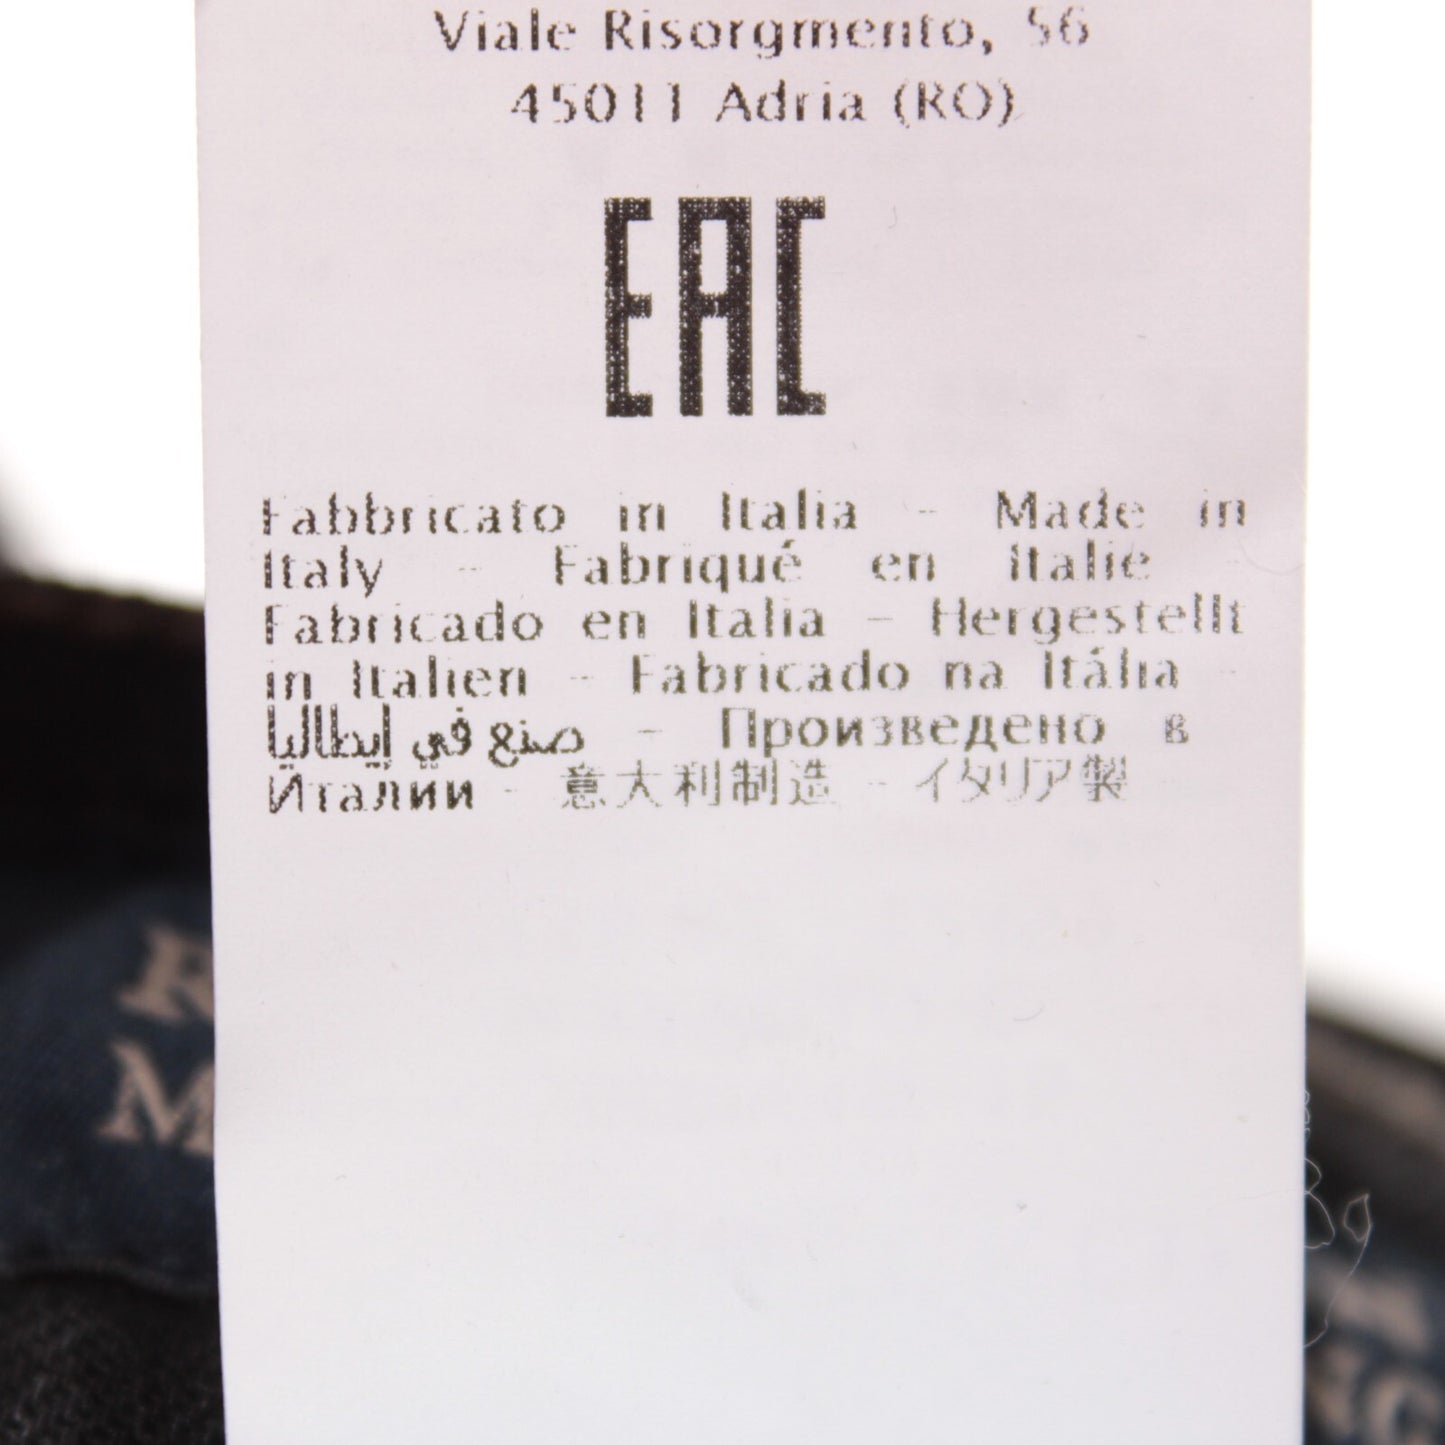 Viale Risorgmento, 56
45011 Adria (RO)
EAC
Fabbricato in Italia - Made in
Italy - Fabriqué en Italie -
Fabricado en Italia - Hergestellt
in Italien - Fabricado na Itália -
صنع في إيطاليا - Произведено в
Италии - 意大利制造 - イタリア製